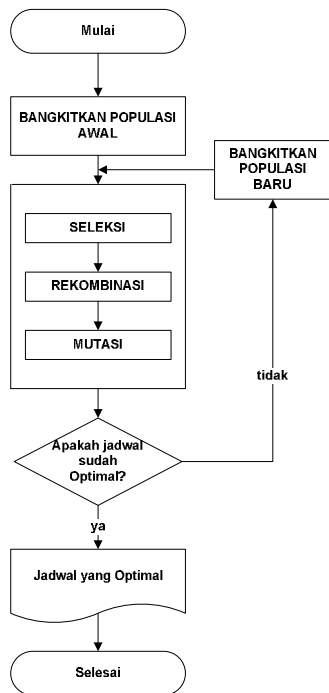 Mulai
BANGKITKAN POPULASI
AWAL
BANGKITKAN
POPULASI
BARU
SELEKSI
REKOMBINASI
MUTASI
tidak
Apakah jadwal
sudah
Optimal?
ya
Jadwal yang Optimal
Selesai